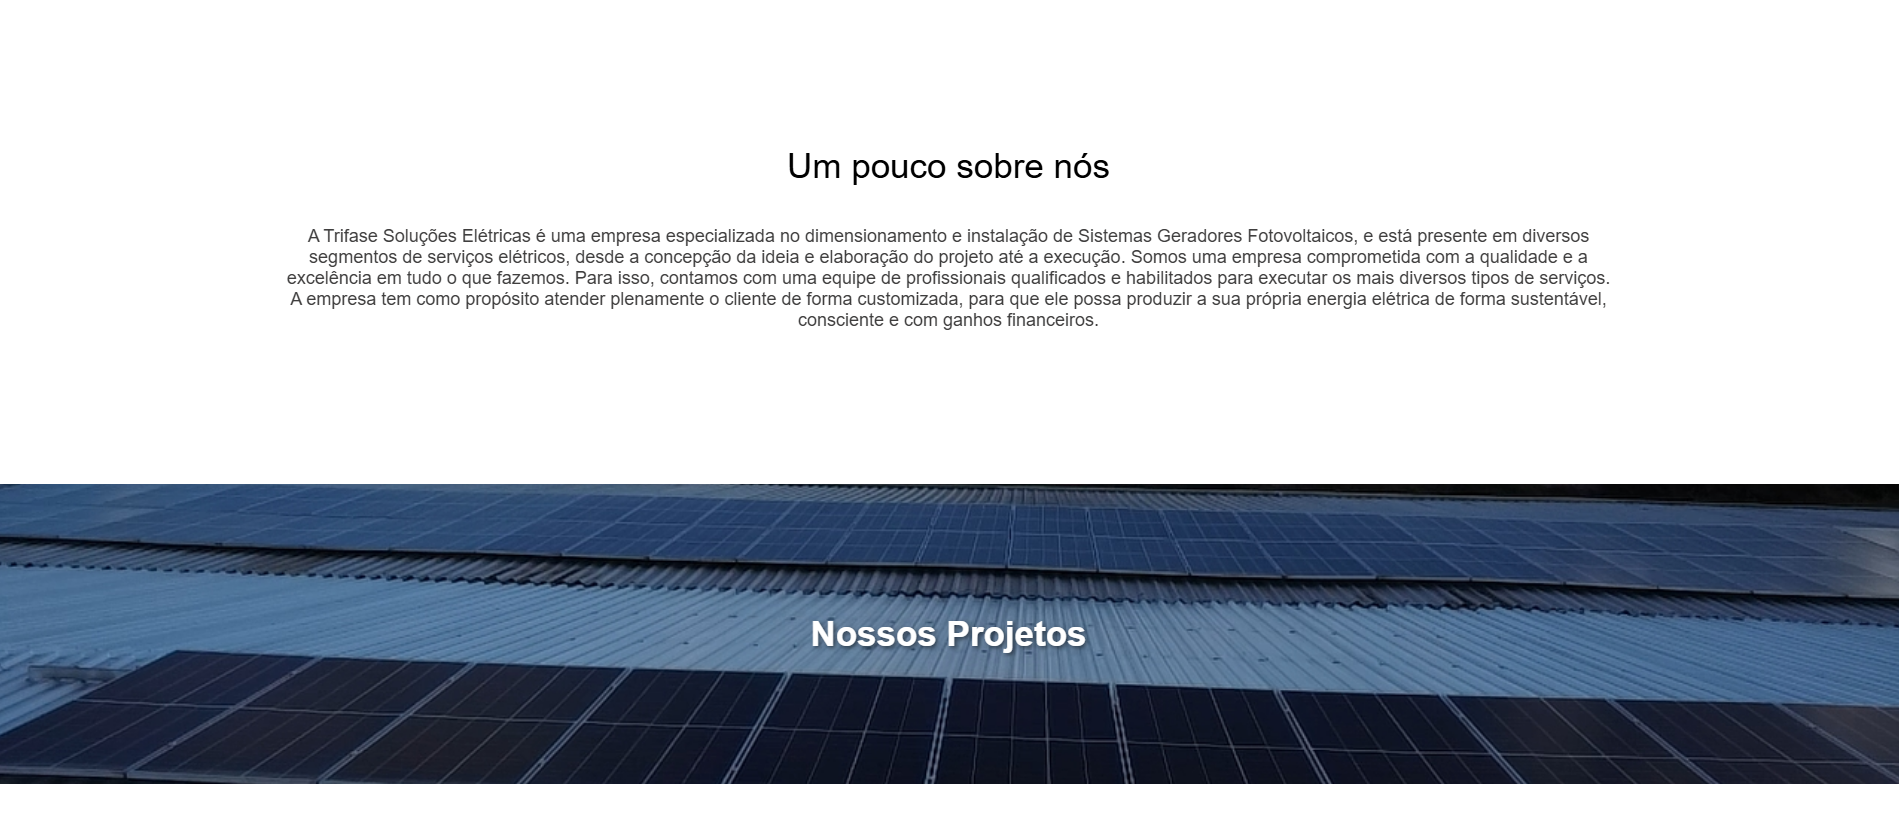 Um pouco sobre nós
A Trifase Soluções Elétricas é uma empresa especializada no dimensionamento e instalação de Sistemas Geradores Fotovoltaicos, e está presente em diversos
segmentos de serviços elétricos, desde a concepção da ideia e elaboração do projeto até a execução. Somos uma empresa comprometida com a qualidade e a
excelência em tudo o que fazemos. Para isso, contamos com uma equipe de profissionais qualificados e habilitados para executar os mais diversos tipos de serviços.
A empresa tem como propósito atender plenamente o cliente de forma customizada, para que ele possa produzir a sua própria energia elétrica de forma sustentável,
consciente e com ganhos financeiros.
Nossos Projetos